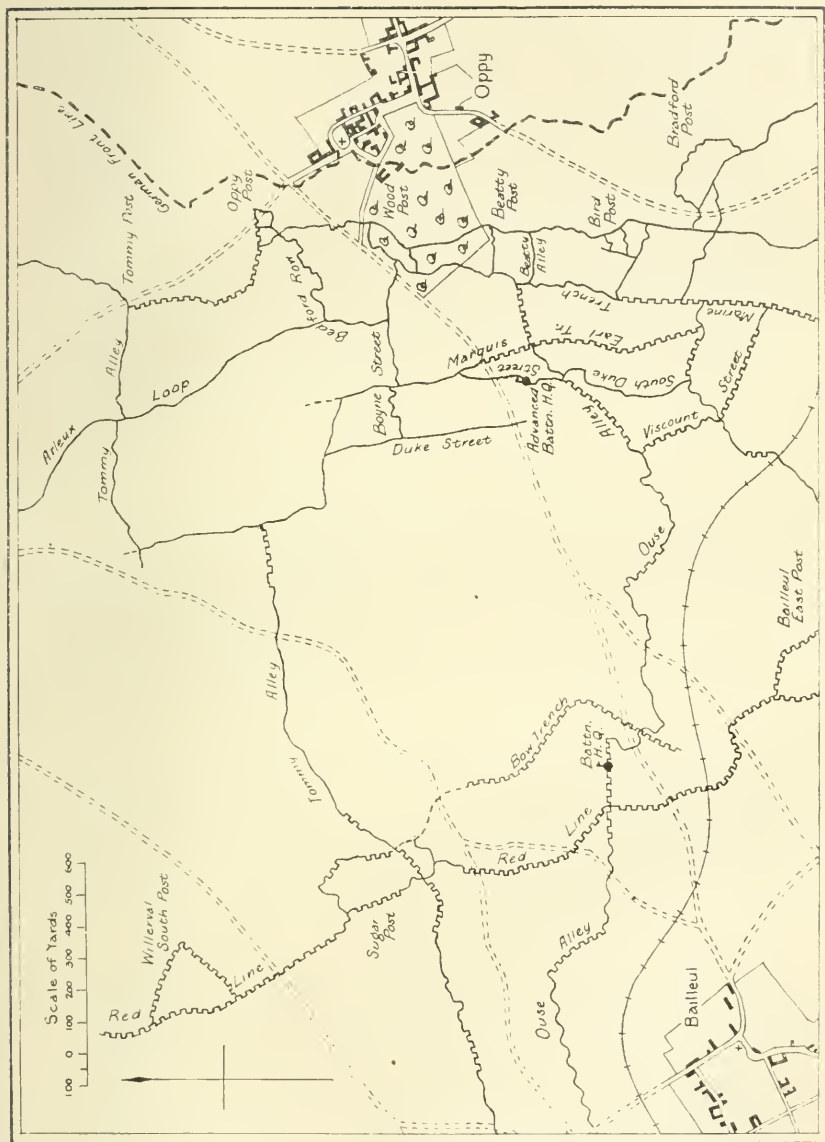 Scale of Yards
100 0 100 200 300 400 500 600
Red
Line
Willerval
South Post
Sugar
Post
Red
Line
Tommy
Alley
Bow Trench
Battn.
H.Q.
Ouse
Alley
Bailleul
Bailleul
East Post
Ouse
Alley
Tommy
Alley
Arleux
Loop
Tommy Post
German Front Line
Oppy
Post
Bedford Row
Boyne
Street
Duke Street
Marquis
Street
Advanced
Battn. H.Q.
Earl Tr.
South Duke
Viscount
Street
Marine
Trench
Beatty
Alley
Beatty
Post
Bird
Post
Bradford
Post
Wood
Post
Oppy